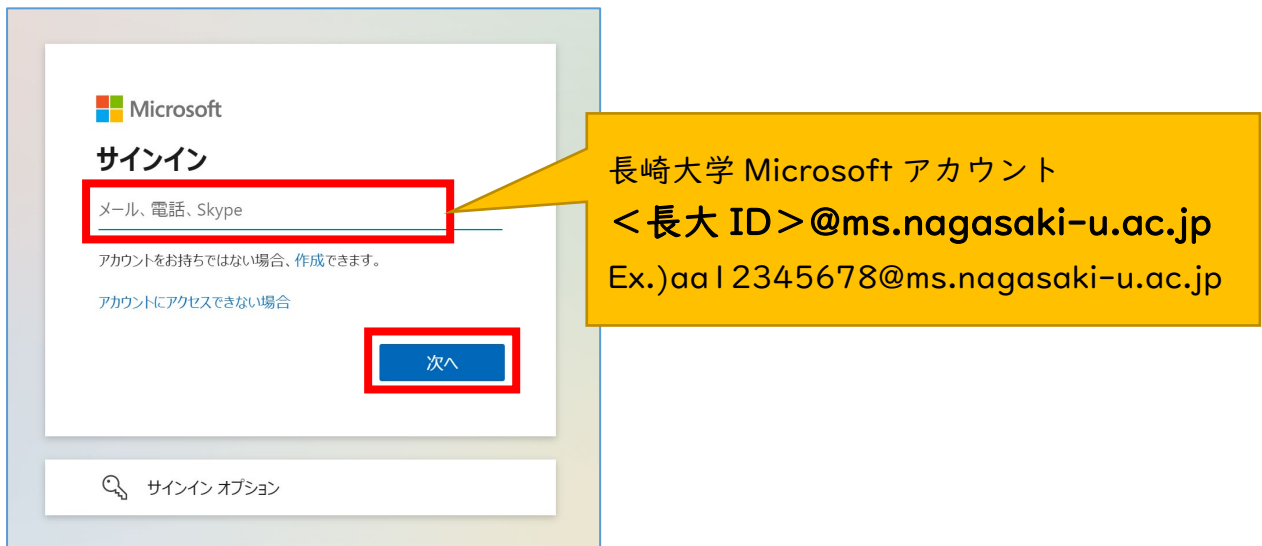 Microsoft
サインイン
メール、電話、Skype
アカウントをお持ちではない場合、作成できます。
アカウントにアクセスできない場合
次へ
サインイン オプション
長崎大学 Microsoft アカウント
＜長大 ID＞@ms.nagasaki-u.ac.jp
Ex.)aa12345678@ms.nagasaki-u.ac.jp